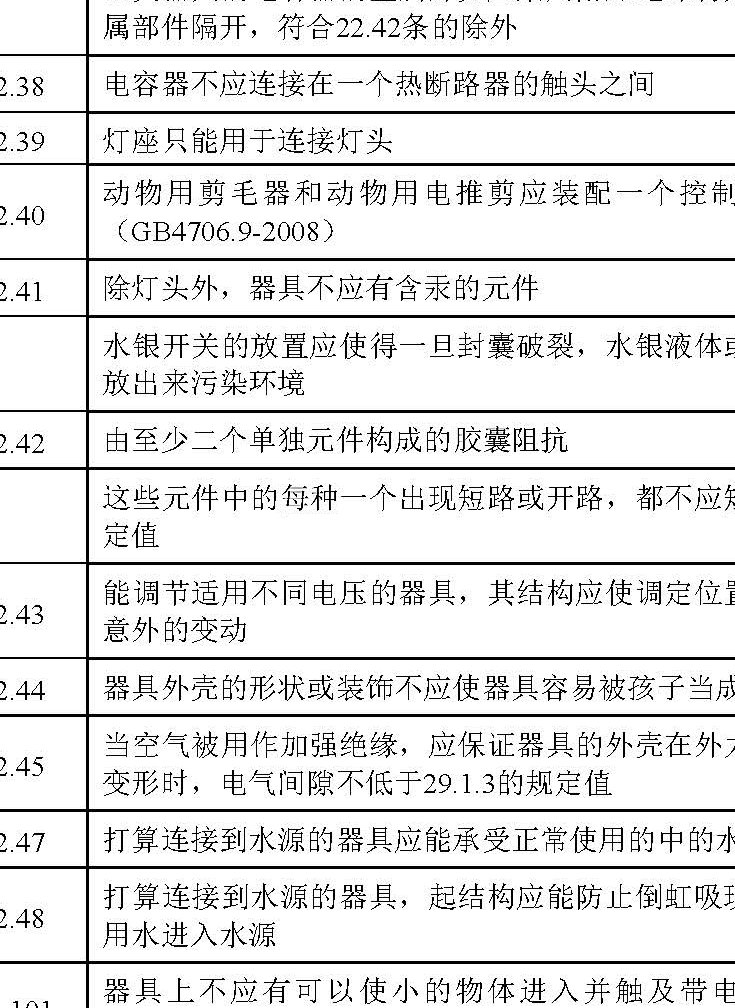 属部件隔开，符合22.42条的除外
2.38 电容器不应连接在一个热断路器的触头之间
2.39 灯座只能用于连接灯头
动物用剪毛器和动物用电推剪应装配一个控制
2.40
（GB4706.9-2008）
2.41 除灯头外，器具不应有含汞的元件
水银开关的放置应使得一旦封囊破裂，水银液体或
放出来污染环境
2.42 由至少二个单独元件构成的胶囊阻抗
这些元件中的每种一个出现短路或开路，都不应短
定值
能调节适用不同电压的器具，其结构应使调定位置
2.43
意外的变动
2.44 器具外壳的形状或装饰不应使器具容易被孩子当成
当空气被用作加强绝缘，应保证器具的外壳在外力
2.45
变形时，电气间隙不低于29.1.3的规定值
2.47 打算连接到水源的器具应能承受正常使用的中的水
打算连接到水源的器具，起结构应能防止倒虹吸现
2.48
用水进入水源
器具上不应有可以使小的物体进入并触及带电
101